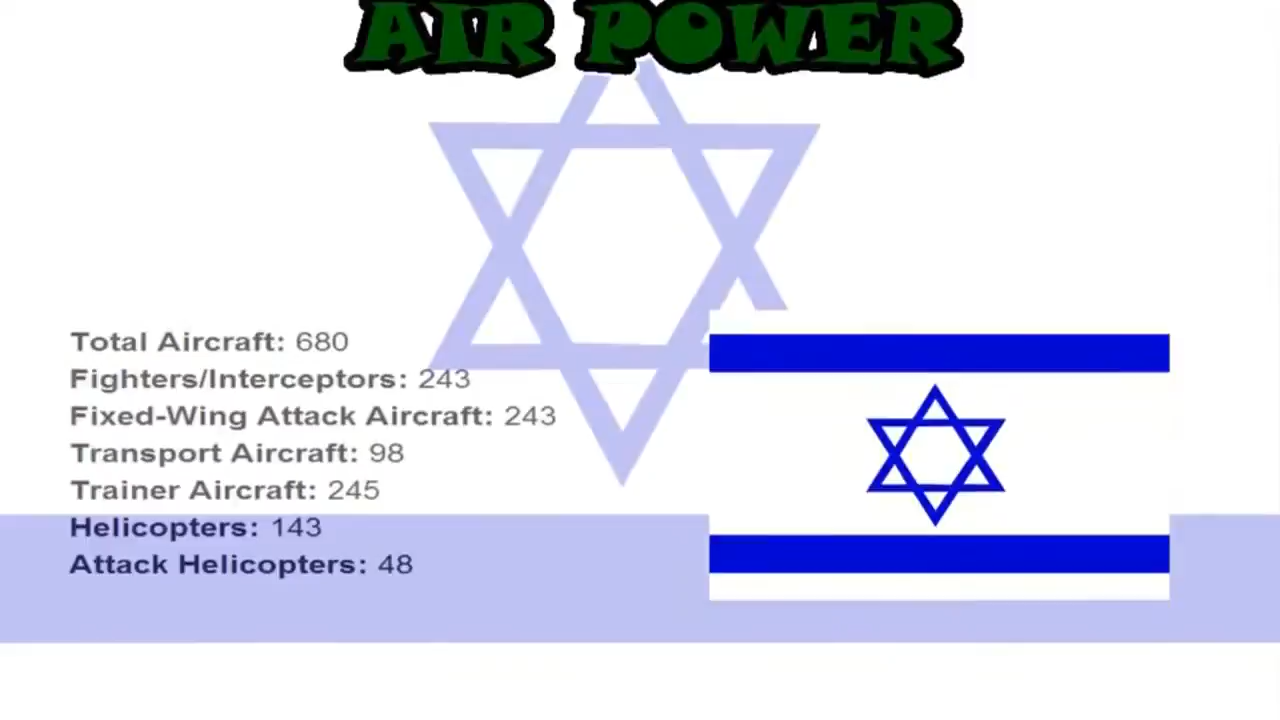 AIR POWER
Total Aircraft: 680
Fighters/Interceptors: 243
Fixed-Wing Attack Aircraft: 243
Transport Aircraft: 98
Trainer Aircraft: 245
Helicopters: 143
Attack Helicopters: 48